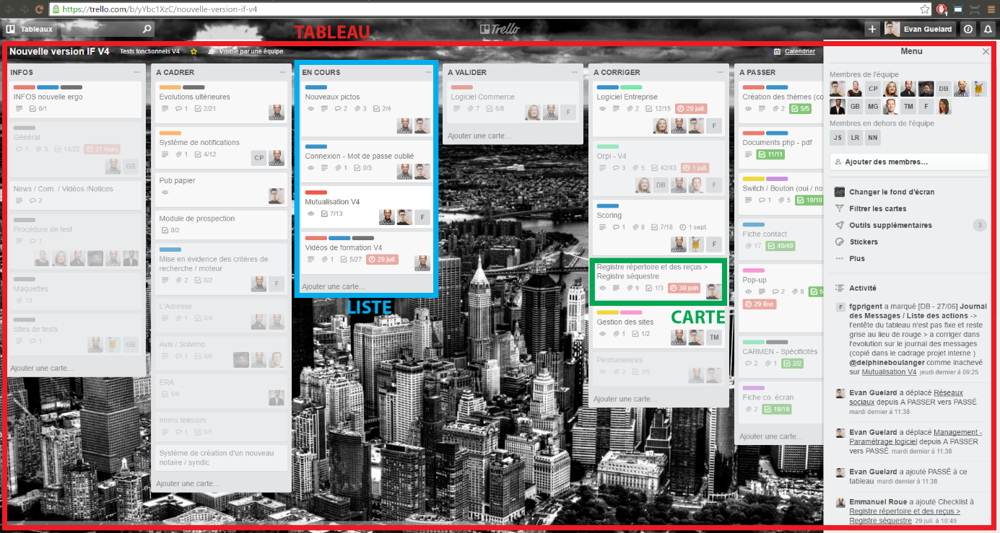 https://trello.com/b/yYbc1XzC/nouvelle-version-if-v4
Tableaux
TABLEAU
Trello
Evan Guelard
Nouvelle version IF V4
Tests fonctionnels V4
Visible par une équipe
Calendrier
INFOS
INFOS nouvelle ergo
0/1
Général
1 3 14/22 31 mars
GB
News / Com. / Vidéos /Notices
2
Procédure de test
1
Maquettes
10
Sites de tests
1
GB
Ajouter une carte…
A CADRER
Evolutions ultérieures
1 2/21
Système de notifications
1 4/12
CP
Pub papier
Module de prospection
0/2
Mise en évidence des critères de
recherche / moteur
2 0/2
F
L'Adresse
1 0/4
Avis / Solvimo
1 0/6
ERA
5/6
Immo telecom
1 0/1
Système de création d'un nouveau
notaire / syndic
Ajouter une carte…
EN COURS
Nouveaux pictos
2 3 2/4
Connexion - Mot de passe oublié
1 0/3
Mutualisation V4
7/13
F
Vidéos de formation V4
1 5/27 29 juil.
Ajouter une carte…
LISTE
A VALIDER
Logiciel Commerce
7 6/8
F
Ajouter une carte…
A CORRIGER
Logiciel Entreprise
2 12/15 20 juil.
F
Orpi - V4
3 5 42/43 1 juil.
DB F
Scoring
1 8 7/18 1 sept.
F
Registre répertoire et des reçus >
Registre séquestre
9 1/3 30 juin
CARTE
Gestion des sites
1 1/2
TM
Permanences
2 3/5
Ajouter une carte…
A PASSER
Création des thèmes (co
2 5/5
Documents php - pdf
11/11
Switch / Bouton (oui / no
1 5 10/10
Fiche contact
17 40/40
Pop-up
2 8 5
29 févr.
CARMEN - Spécificités
2 1 2/2
Fiche co. écran
2 18/18
Ajouter une carte…
Menu
Membres de l'équipe
CP DB
GB MG TM F
Membres en dehors de l'équipe
JS LR NN
Ajouter des membres…
Changer le fond d'écran
Filtrer les cartes
Outils supplémentaires 3
Stickers
Plus
Activité
F
fgprigent a marqué [DB - 27/06] Journal
des Messages / Liste des actions ->
l'entête du tableau n'est pas fixe et reste
grise au lieu de rouge > a corriger dans
l'evolution sur le journal des messages
(copié dans le cadrage projet interne )
@delphineboulanger comme inachevé
sur Mutualisation V4 jeudi dernier á 09:25
Evan Guelard a déplacé Réseaux
sociaux depuis A PASSER vers PASSÉ
mardi dernier á 11:38
Evan Guelard a déplacé Management -
Paramétrage logiciel depuis A PASSER
vers PASSÉ mardi dernier á 11:38
Evan Guelard a ajouté PASSÉ à ce
tableau mardi dernier á 11:38
Emmanuel Roue a ajouté Checklist à
Registre répertoire et des reçus >
Registre séquestre 29 juil. á 10:49